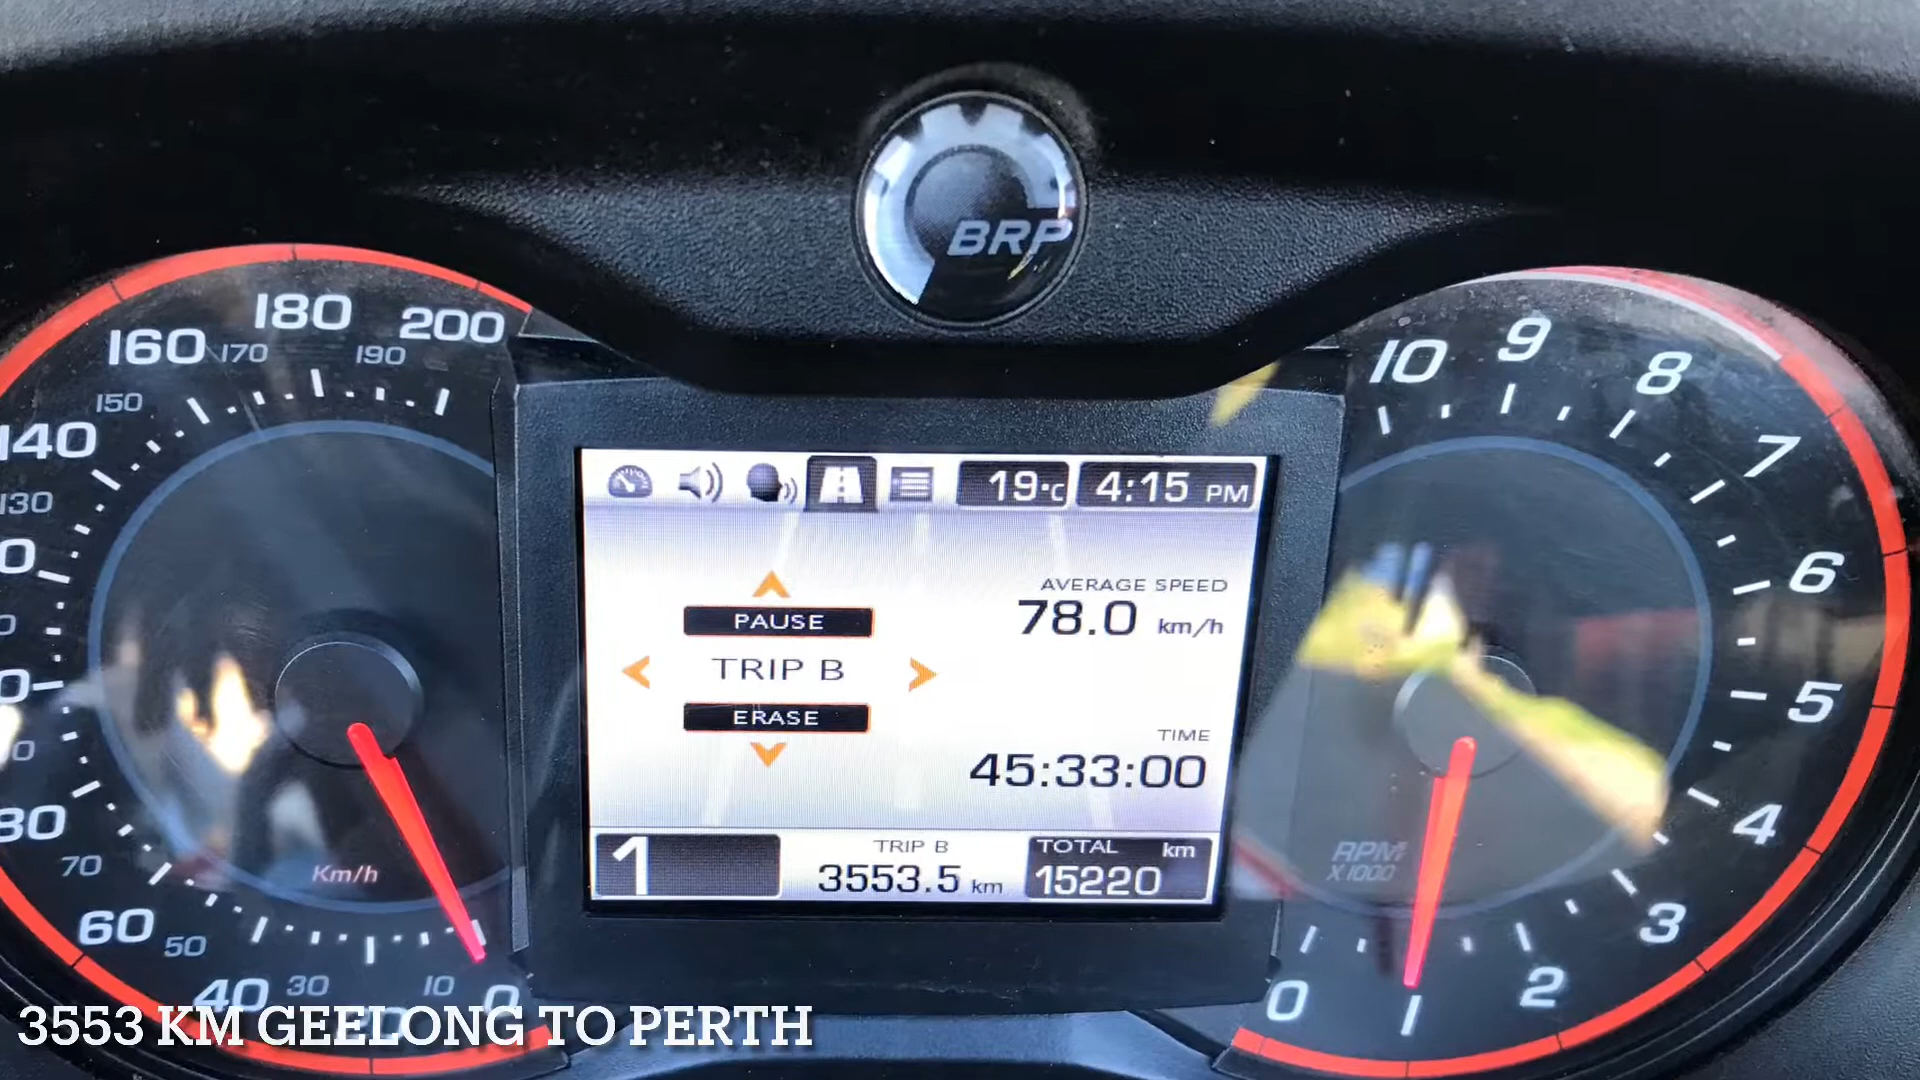 BRP
160 180 200
150 170 190
140
130
80
70
60
50
40 30 10 0
Km/h
10 9 8
7
6
5
4
3
2
1
0
RPM
X1000
19°C 4:15 PM
AVERAGE SPEED
78.0 km/h
PAUSE
TRIP B
ERASE
TIME
45:33:00
1
TRIP B
3553.5 km
TOTAL km
15220
3553 KM GEELONG TO PERTH